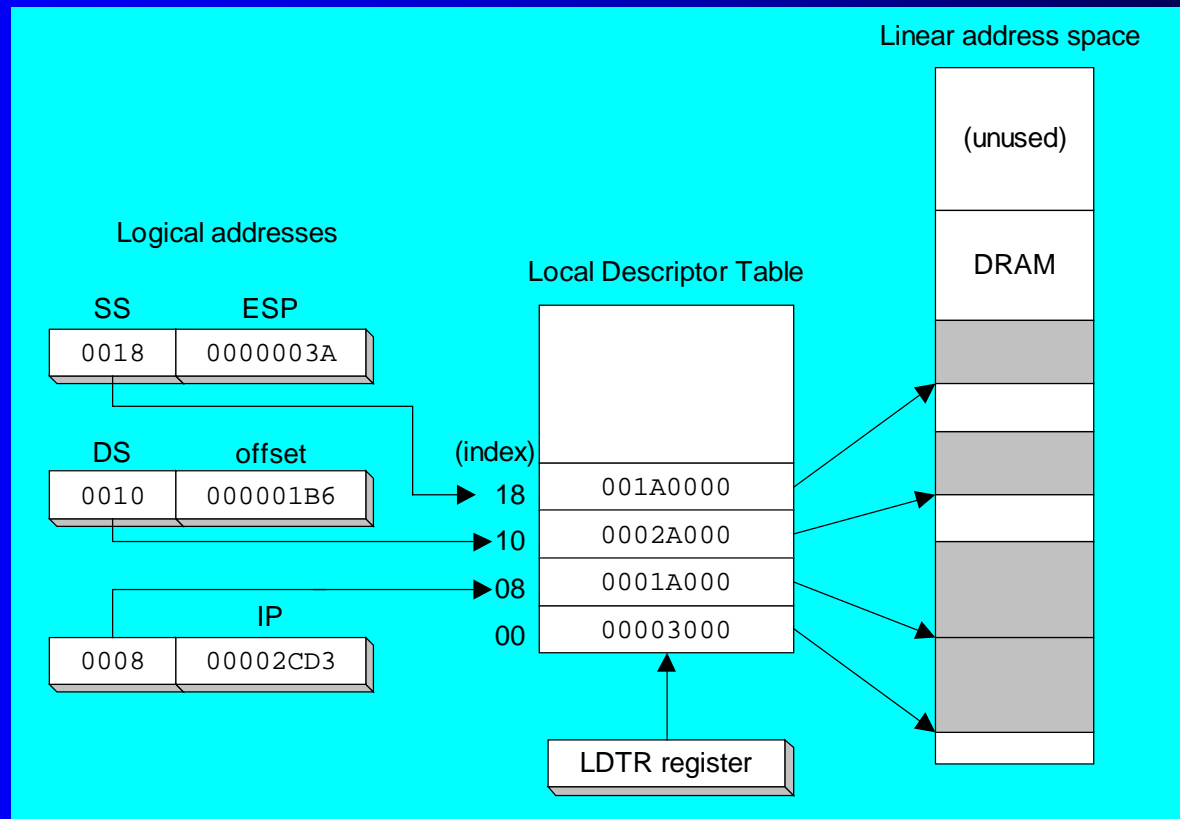 Linear address space
(unused)
DRAM
Logical addresses
Local Descriptor Table
SS ESP
0018 0000003A
DS offset
0010 000001B6
IP
0008 00002CD3
(index)
18 001A0000
10 0002A000
08 0001A000
00 00003000
LDTR register